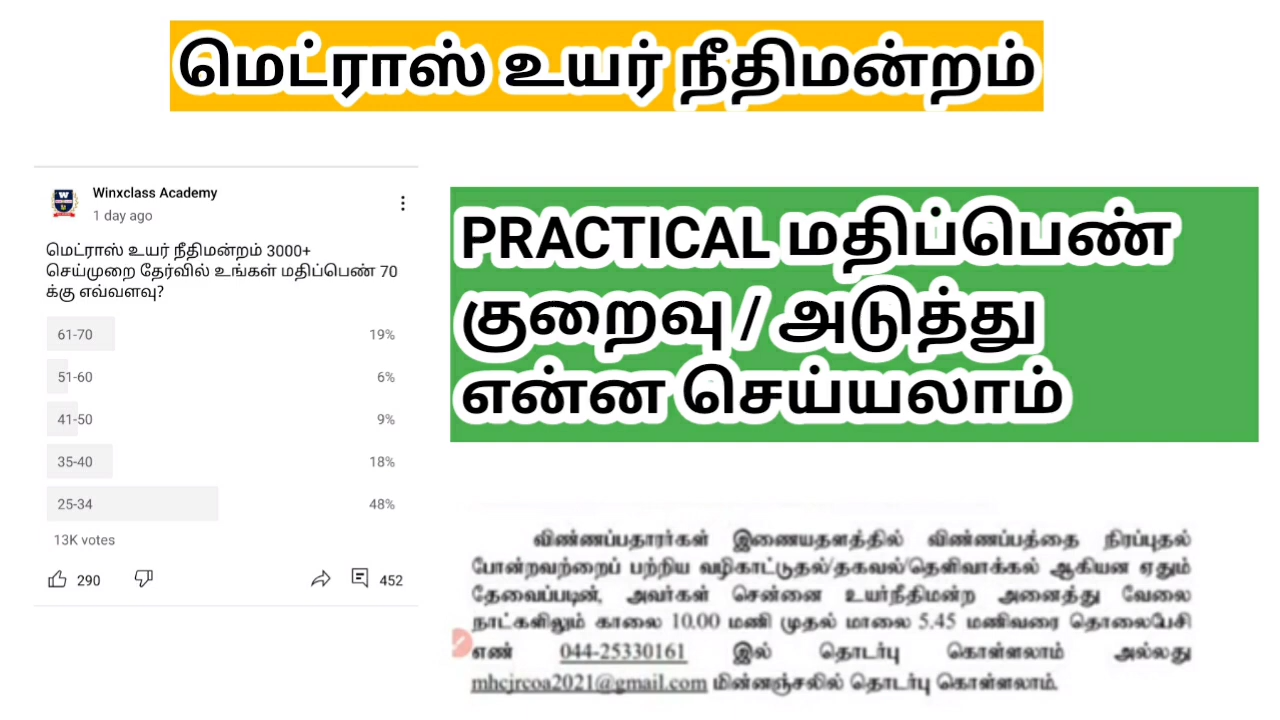 மெட்ராஸ் உயர் நீதிமன்றம்
Winxclass Academy
1 day ago
மெட்ராஸ் உயர் நீதிமன்றம் 3000+
செய்முறை தேர்வில் உங்கள் மதிப்பெண் 70
க்கு எவ்வளவு?
61-70 19%
51-60 6%
41-50 9%
35-40 18%
25-34 48%
13K votes
290 452
PRACTICAL மதிப்பெண்
குறைவு / அடுத்து
என்ன செய்யலாம்
விண்ணப்பதாரர்கள் இணையதளத்தில் விண்ணப்பத்தை நிரப்புதல்
போன்றவற்றைப் பற்றிய வழிகாட்டுதல்/தகவல்/தெளிவாக்கல் ஆகியன ஏதும்
தேவைப்படின், அவர்கள் சென்னை உயர்நீதிமன்ற அனைத்து வேலை
நாட்களிலும் காலை 10.00 மணி முதல் மாலை 5.45 மணிவரை தொலைபேசி
எண் 044-25330161 இல் தொடர்பு கொள்ளலாம் அல்லது
mhcjrcoa2021@gmail.com மின்னஞ்சலில் தொடர்பு கொள்ளலாம்.